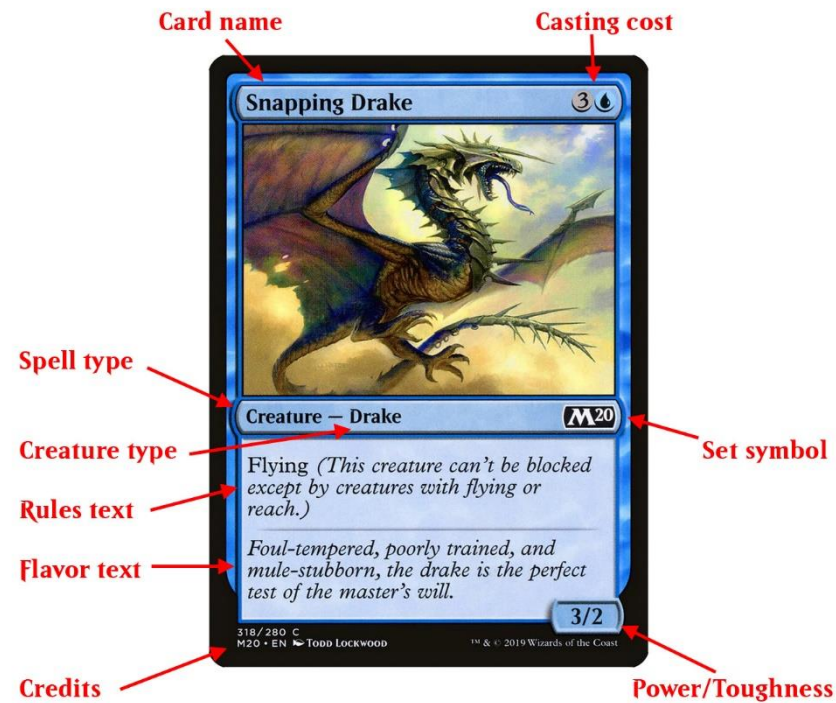 Card name
Casting cost
Snapping Drake
3
Spell type
Creature — Drake
M20
Creature type
Set symbol
Flying (This creature can't be blocked
except by creatures with flying or
reach.)
Rules text
Foul-tempered, poorly trained, and
mule-stubborn, the drake is the perfect
test of the master's will.
Flavor text
3/2
318/280 C
M20 • EN Todd Lockwood
™ & © 2019 Wizards of the Coast
Credits
Power/Toughness